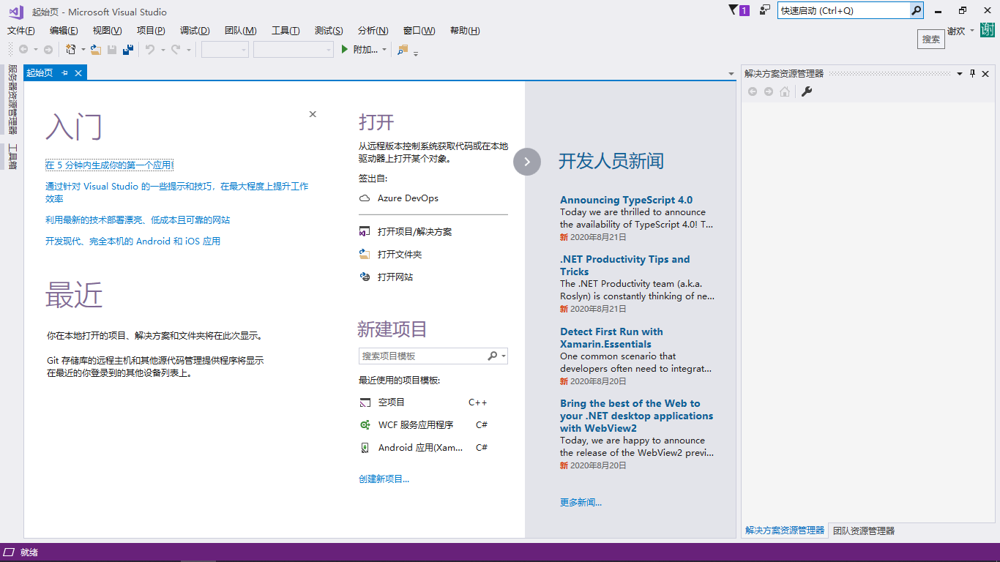 起始页 - Microsoft Visual Studio
1
快速启动 (Ctrl+Q)
文件(F) 编辑(E) 视图(V) 项目(P) 调试(D) 团队(M) 工具(T) 测试(S) 分析(N) 窗口(W) 帮助(H)
谢欢
谢
搜索
附加...
服务器资源管理器
工具箱
起始页
入门
在 5 分钟内生成你的第一个应用!
通过针对 Visual Studio 的一些提示和技巧，在最大程度上提升工作
效率
利用最新的技术部署漂亮、低成本且可靠的网站
开发现代、完全本机的 Android 和 iOS 应用
最近
你在本地打开的项目、解决方案和文件夹将在此次显示。
Git 存储库的远程主机和其他源代码管理提供程序将显示
在最近的你登录到的其他设备列表上。
打开
从远程版本控制系统获取代码或在本地
驱动器上打开某个对象。
签出自:
Azure DevOps
打开项目/解决方案
打开文件夹
打开网站
新建项目
搜索项目模板
最近使用的项目模板:
空项目 C++
WCF 服务应用程序 C#
Android 应用(Xam... C#
创建新项目...
开发人员新闻
Announcing TypeScript 4.0
Today we are thrilled to announce
the availability of TypeScript 4.0! T...
新 2020年8月21日
.NET Productivity Tips and
Tricks
The .NET Productivity team (a.k.a.
Roslyn) is constantly thinking of ne...
新 2020年8月21日
Detect First Run with
Xamarin.Essentials
One common scenario that
developers often need to integrat...
新 2020年8月20日
Bring the best of the Web to
your .NET desktop applications
with WebView2
Today, we are happy to announce
the release of the WebView2 previ...
新 2020年8月20日
更多新闻...
解决方案资源管理器
解决方案资源管理器 团队资源管理器
就绪